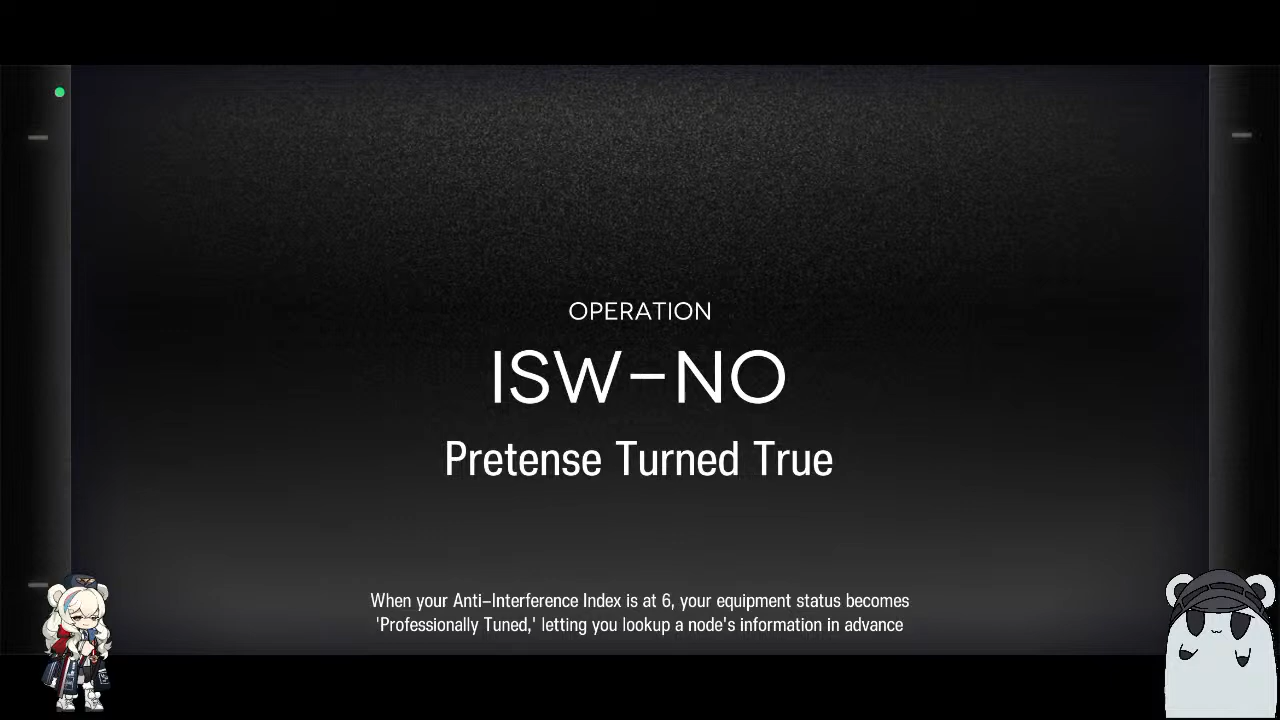 OPERATION
ISW-NO
Pretense Turned True
When your Anti-Interference Index is at 6, your equipment status becomes
'Professionally Tuned,' letting you lookup a node's information in advance